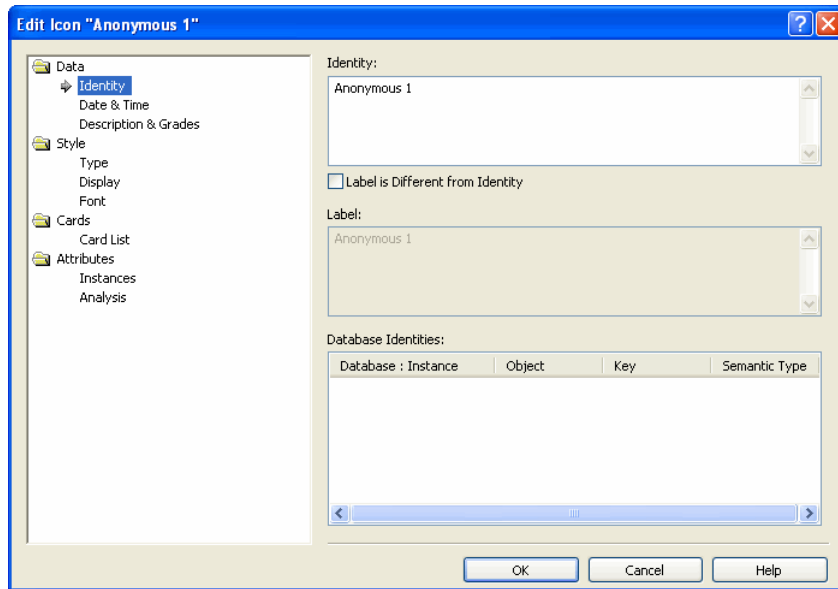 Edit Icon "Anonymous 1"
Data
Identity
Date & Time
Description & Grades
Style
Type
Display
Font
Cards
Card List
Attributes
Instances
Analysis
Identity:
Anonymous 1
Label is Different from Identity
Label:
Anonymous 1
Database Identities:
Database : Instance Object Key Semantic Type
OK Cancel Help